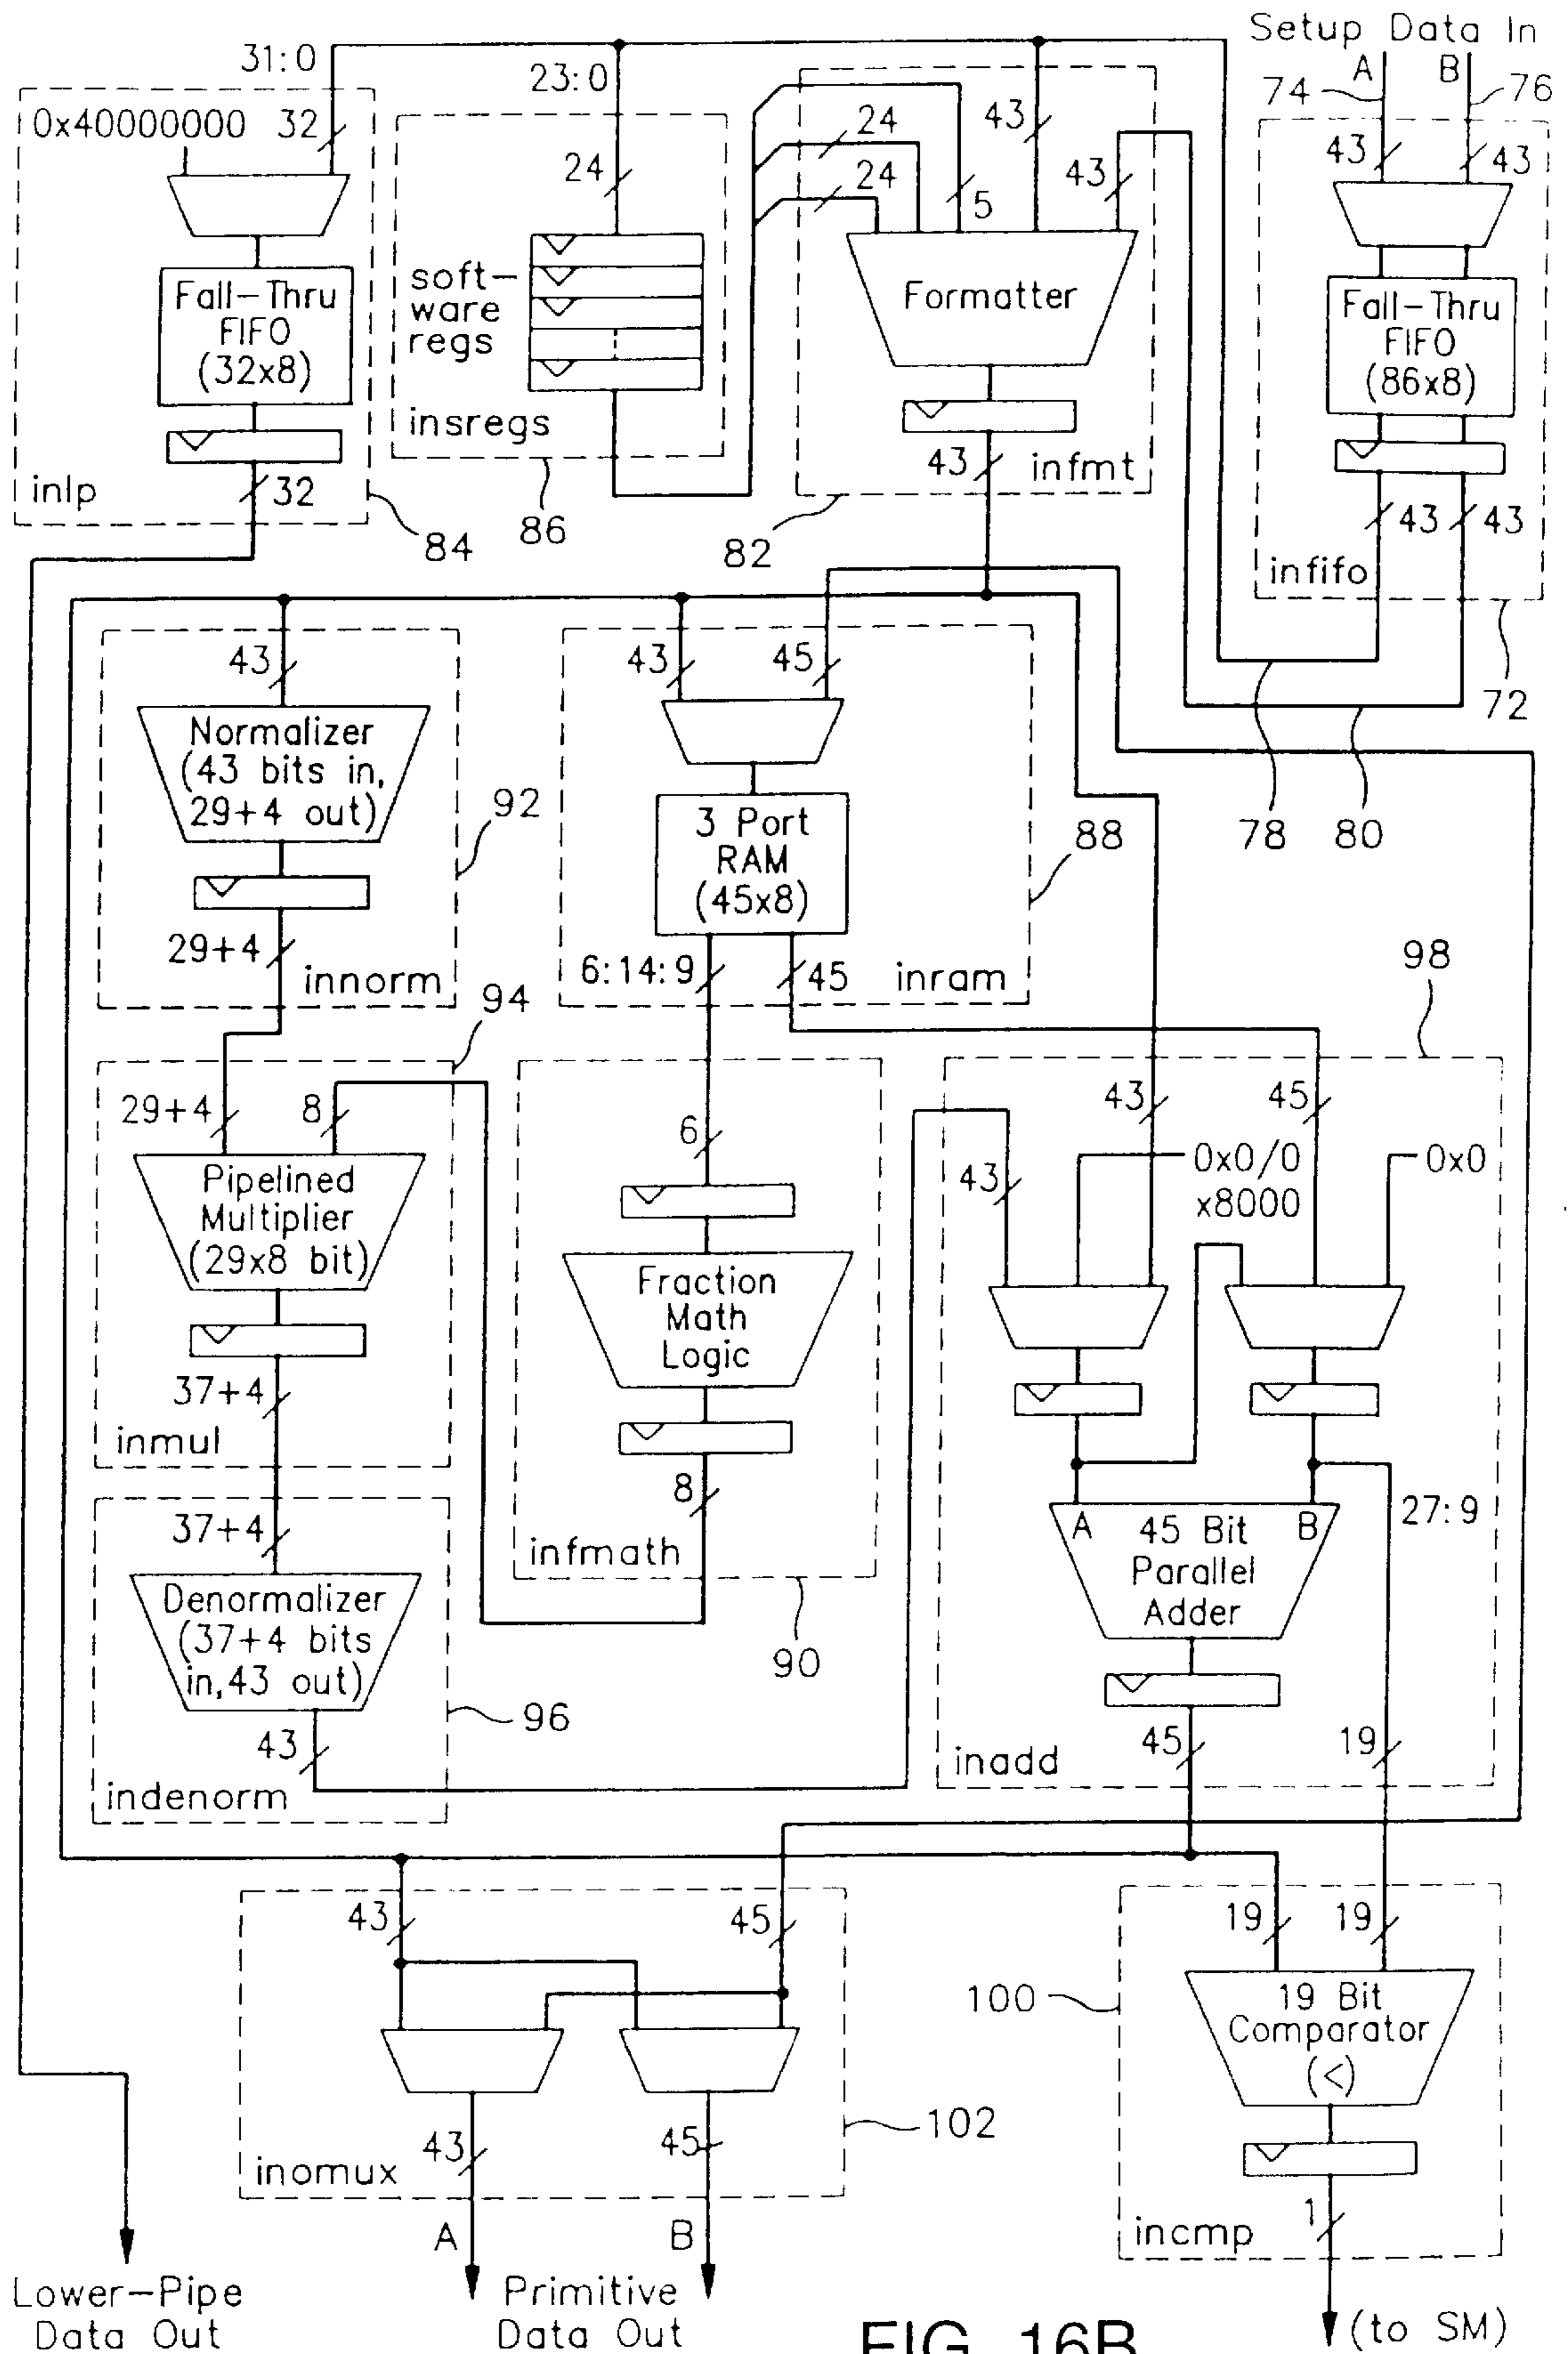 Setup Data In
A
B
74
76
31:0
23:0
0x40000000
32
24
24
24
5
43
43
43
43
Fall-Thru
FIFO
(32x8)
soft-
ware
regs
Formatter
Fall-Thru
FIFO
(86x8)
insregs
43
infmt
inlp
32
84
86
82
43
43
infifo
72
78
80
43
43
45
Normalizer
(43 bits in,
29+4 out)
92
3 Port
RAM
(45x8)
88
29+4
innorm
6:14:9
45
inram
94
98
29+4
8
6
43
43
45
0x0/0
x8000
0x0
Pipelined
Multiplier
(29x8 bit)
Fraction
Math
Logic
37+4
inmul
8
infmath
90
A
45 Bit
Parallel
Adder
B
27:9
37+4
Denormalizer
(37+4 bits
in,43 out)
96
43
indenorm
45
19
inadd
43
45
19
19
100
19 Bit
Comparator
(<)
102
43
45
inomux
1
incmp
A
B
Lower-Pipe
Data Out
Primitive
Data Out
FIG. 16B
(to SM)